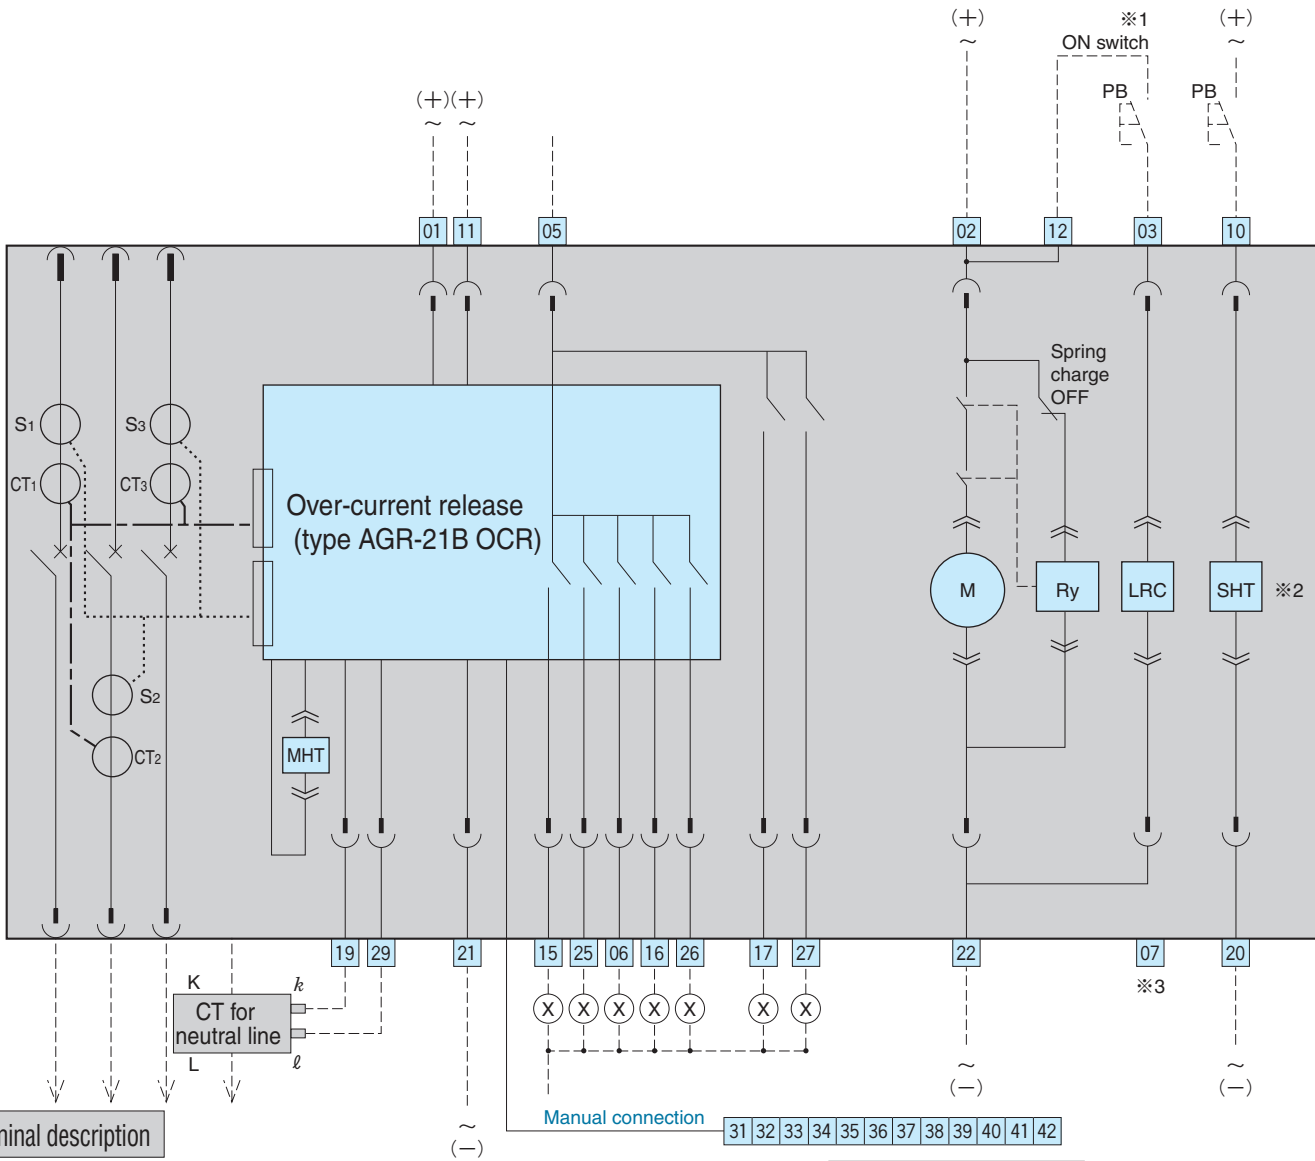 (+)
~
※1
ON switch
(+)
~
PB
PB
(+)(+)
~ ~
01 11 05 02 12 03 10
Spring
charge
OFF
S1
S3
CT1
CT3
Over-current release
(type AGR-21B OCR)
M
Ry
LRC
SHT
※2
S2
CT2
MHT
19 29 21 15 25 06 16 26 17 27 22 07 20
※3
K
k
CT for
neutral line
L
ℓ
X X X X X X X
~
(−)
~
(−)
Manual connection
31 32 33 34 35 36 37 38 39 40 41 42
~
(−)
minal description